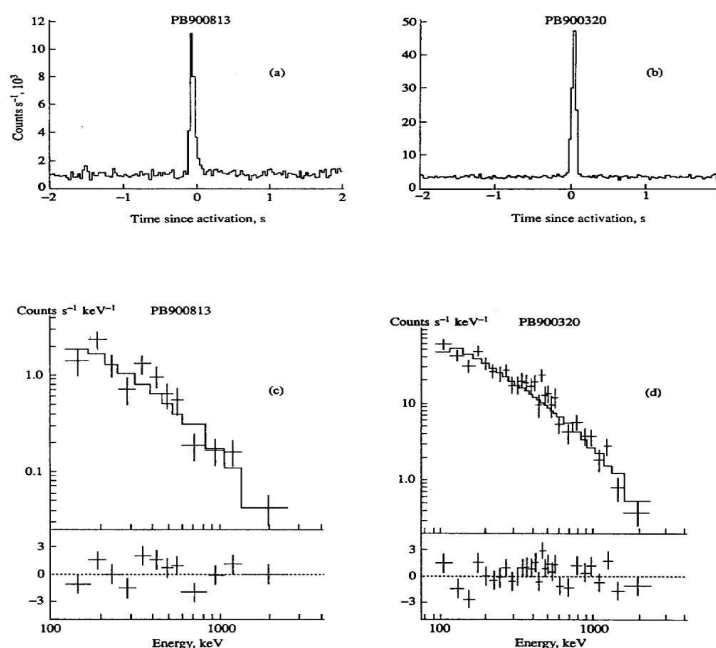 PB900813
PB900320
12
10
8
6
4
2
0
Counts s⁻¹, 10³
(a)
−2
−1
0
1
2
Time since activation, s
50
40
30
20
10
0
(b)
−2
−1
0
1
Time since activation, s
Counts s⁻¹ keV⁻¹
PB900813
1.0
0.1
(c)
3
0
−3
100
1000
Energy, keV
Counts s⁻¹ keV⁻¹
PB900320
10
1.0
(d)
3
0
−3
100
1000
Energy, keV